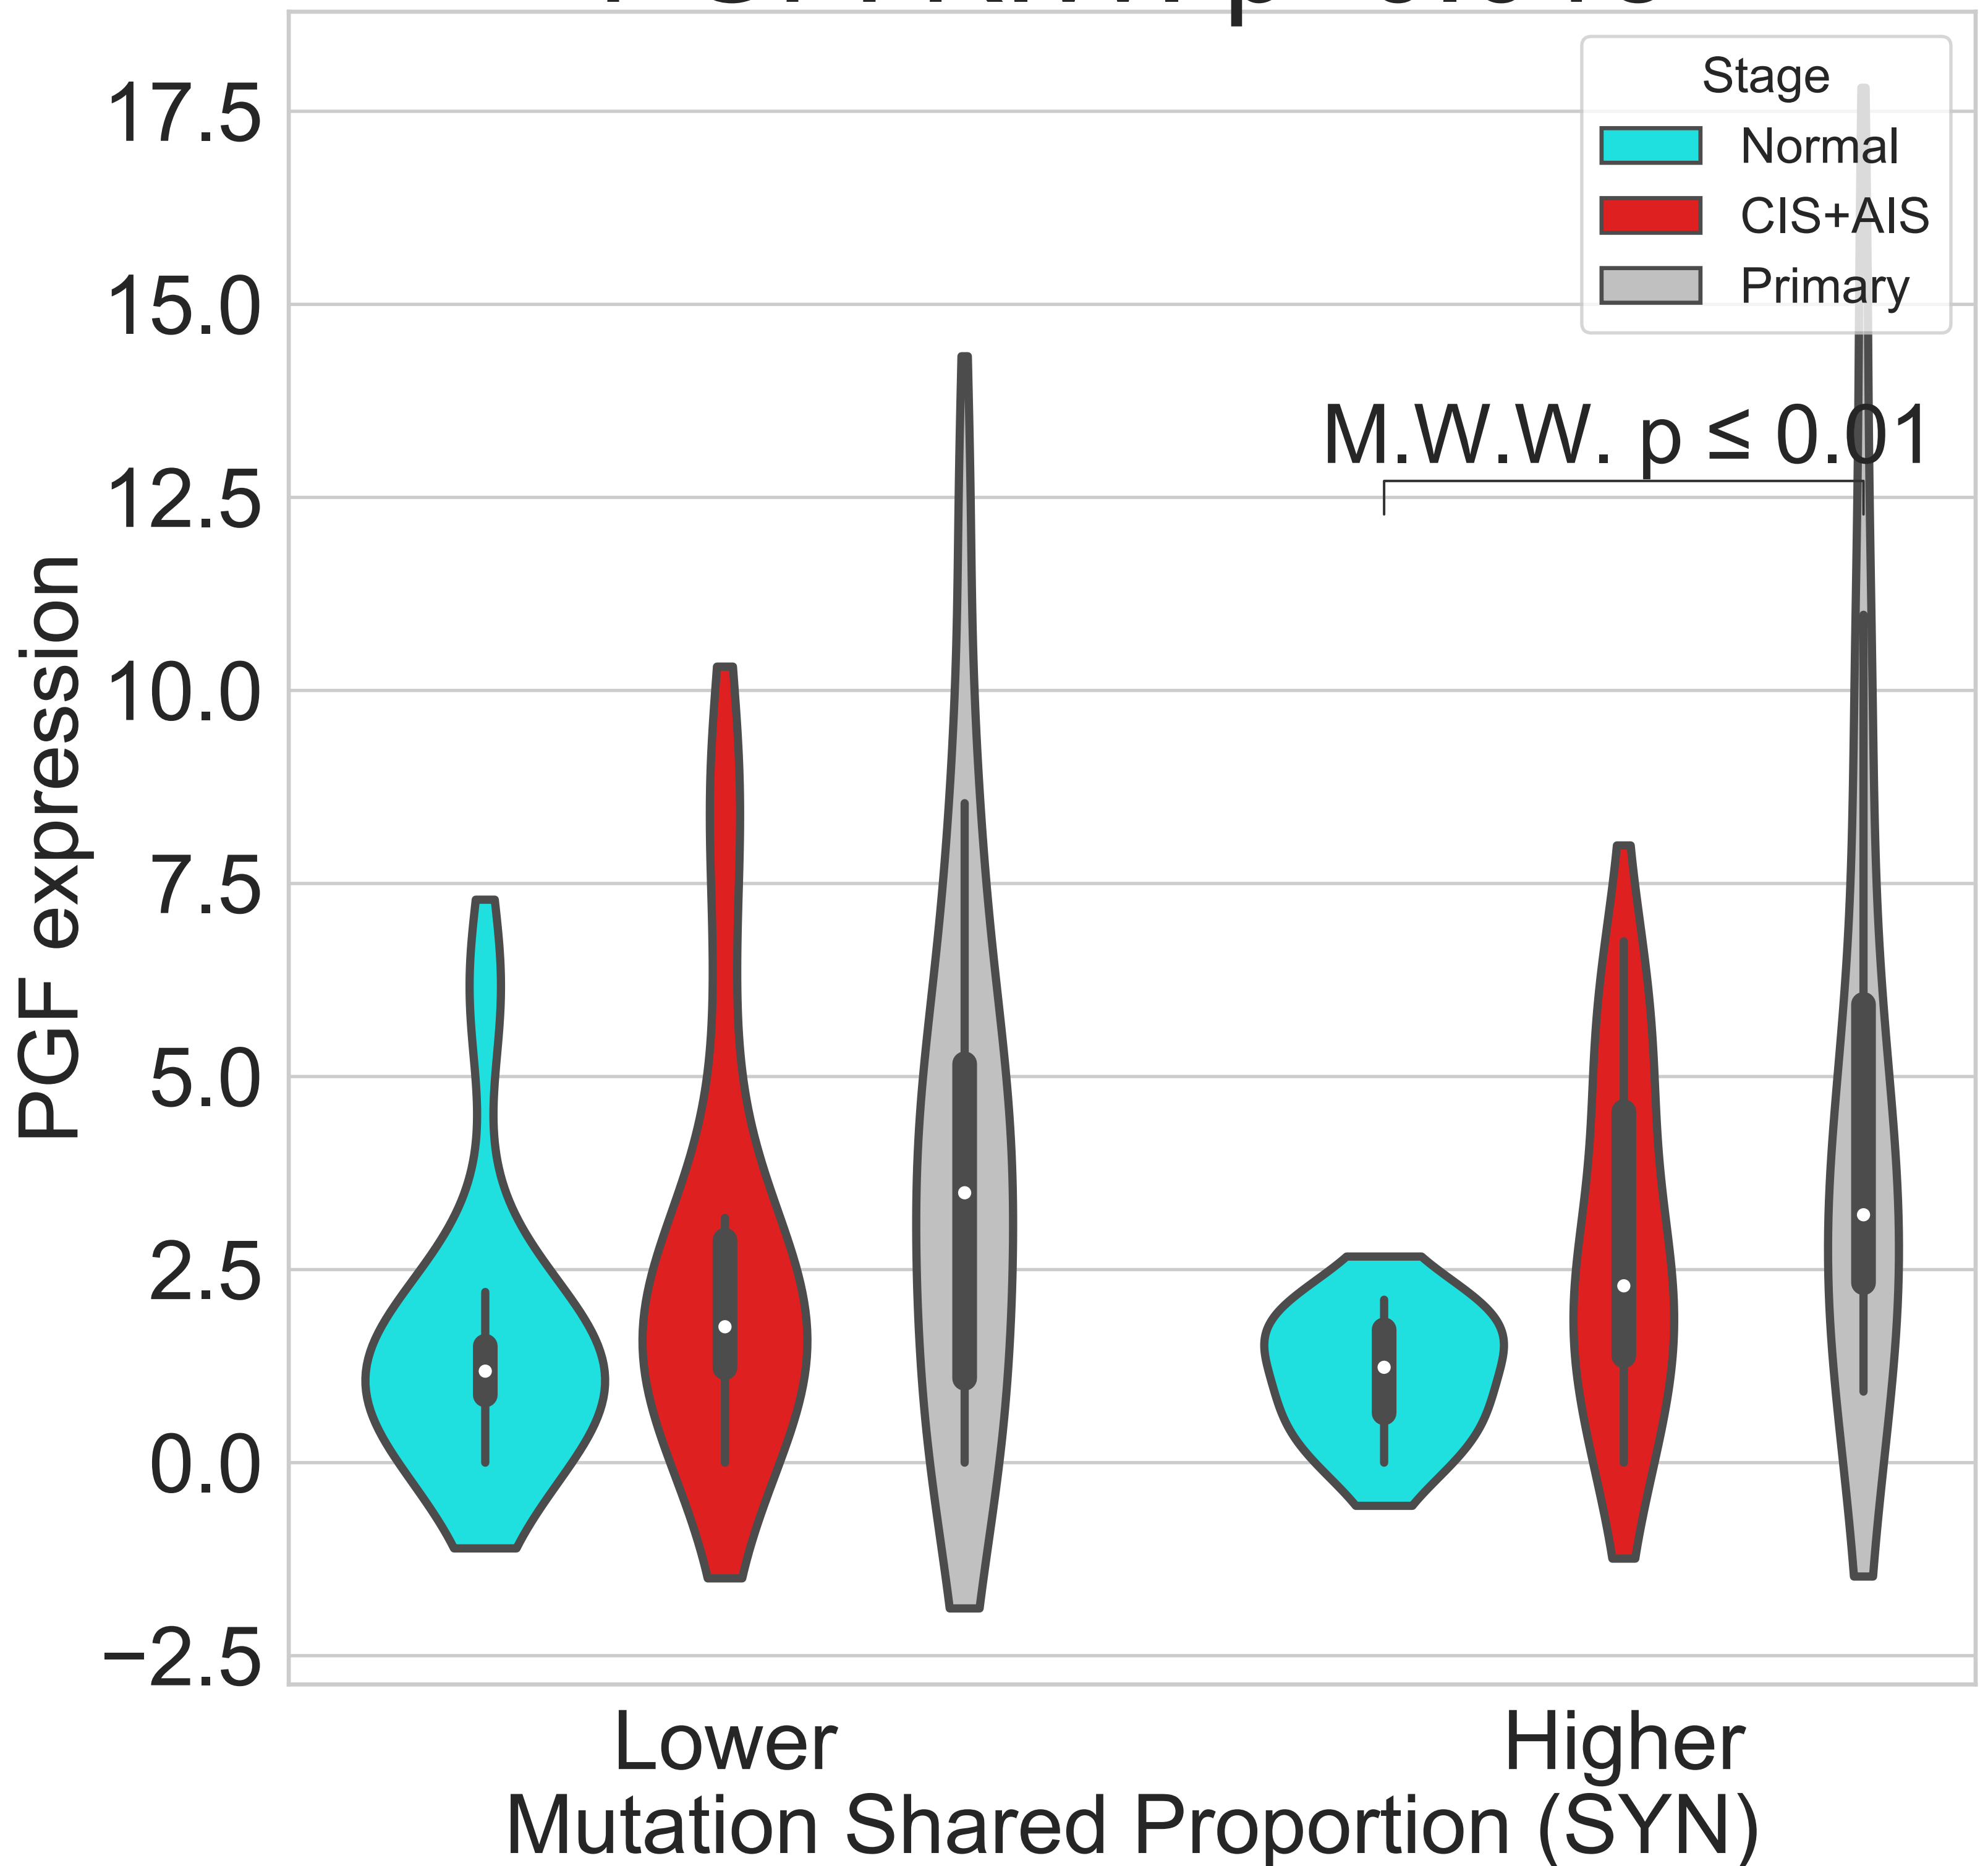 Stage
Normal
CIS+AIS
Primary
M.W.W. p ≤ 0.01
17.5
15.0
12.5
10.0
7.5
5.0
2.5
0.0
−2.5
PGF expression
Lower
Higher
Mutation Shared Proportion (SYN)